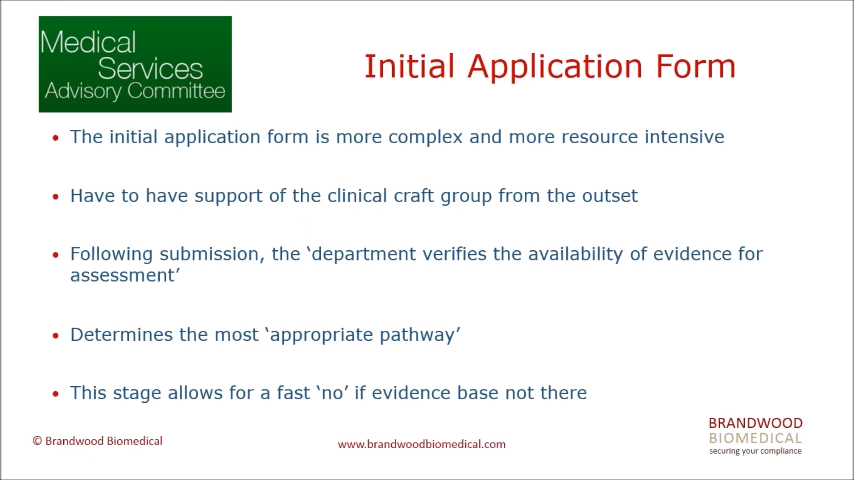 Medical
Services
Advisory Committee
Initial Application Form
• The initial application form is more complex and more resource intensive
• Have to have support of the clinical craft group from the outset
• Following submission, the ‘department verifies the availability of evidence for
assessment’
• Determines the most ‘appropriate pathway’
• This stage allows for a fast ‘no’ if evidence base not there
© Brandwood Biomedical
www.brandwoodbiomedical.com
BRANDWOOD
BIOMEDICAL
securing your compliance